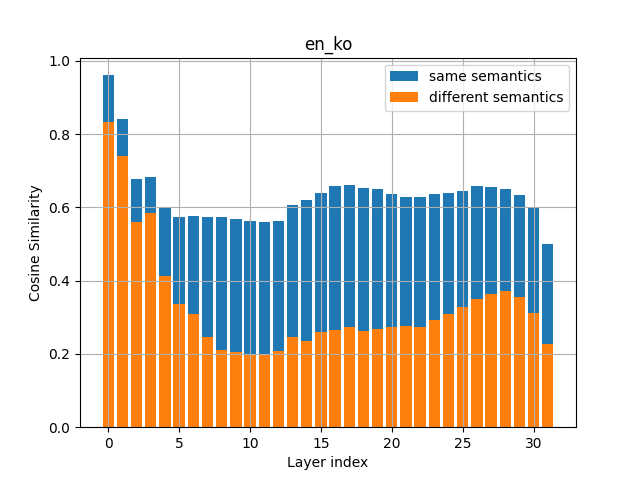 en_ko
same semantics
different semantics
1.0
0.8
0.6
0.4
0.2
0.0
Cosine Similarity
0 5 10 15 20 25 30
Layer index